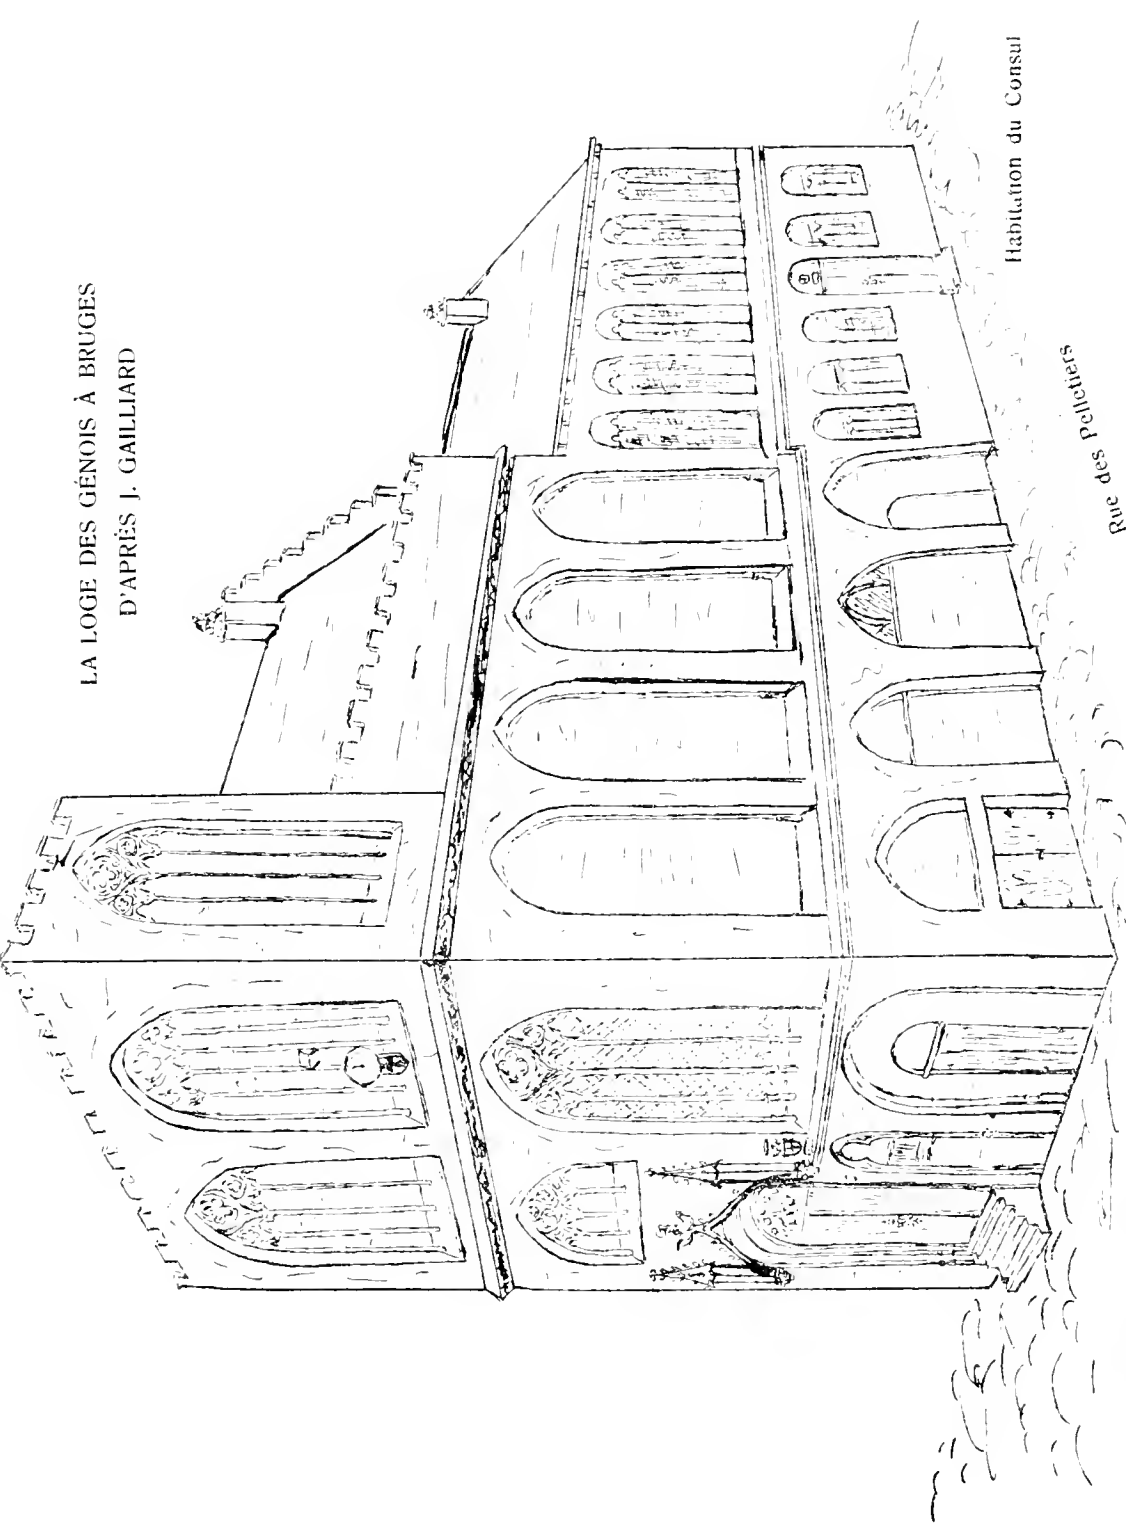 LA LOGE DES GÉNOIS À BRUGES
D'APRÈS J. GAILLIARD
Habitation du Consul
Rue des Pelletiers